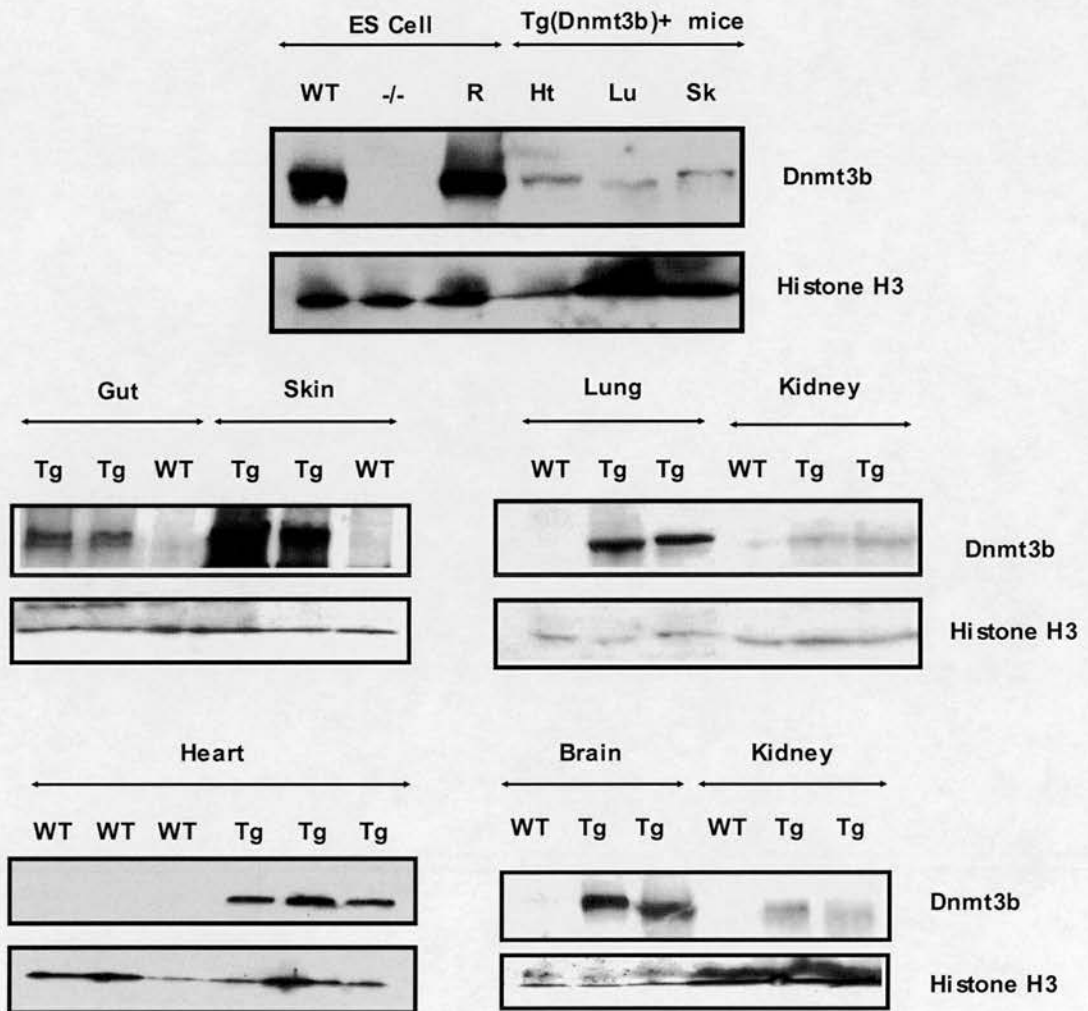 ES Cell Tg(Dnmt3b)+ mice
WT -/- R Ht Lu Sk
Dnmt3b
Histone H3
Gut Skin
Tg Tg WT Tg Tg WT
Lung Kidney
WT Tg Tg WT Tg Tg
Dnmt3b
Histone H3
Heart
WT WT WT Tg Tg Tg
Brain Kidney
WT Tg Tg WT Tg Tg
Dnmt3b
Histone H3